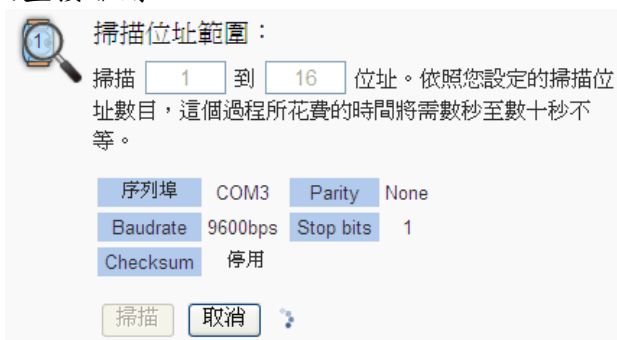 掃描位址範圍：
掃描 1 到 16 位址。依照您設定的掃描位
址數目，這個過程所花費的時間將需數秒至數十秒不
等。
序列埠 COM3 Parity None
Baudrate 9600bps Stop bits 1
Checksum 停用
掃描 取消